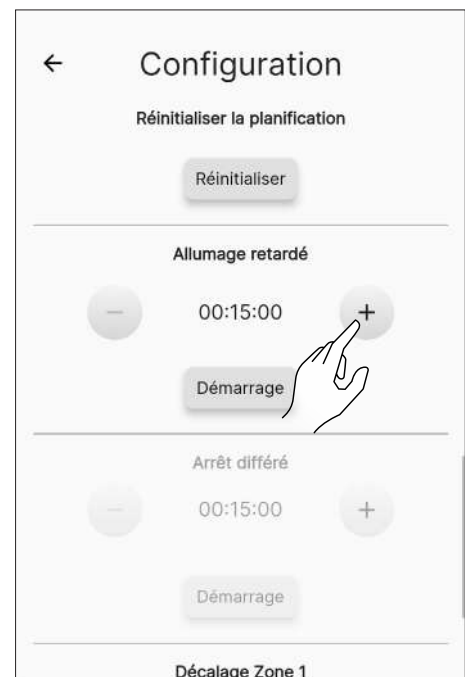 Configuration
Réinitialiser la planification
Réinitialiser
Allumage retardé
00:15:00
Démarrage
Arrêt différé
00:15:00
Démarrage
Décalage Zone 1